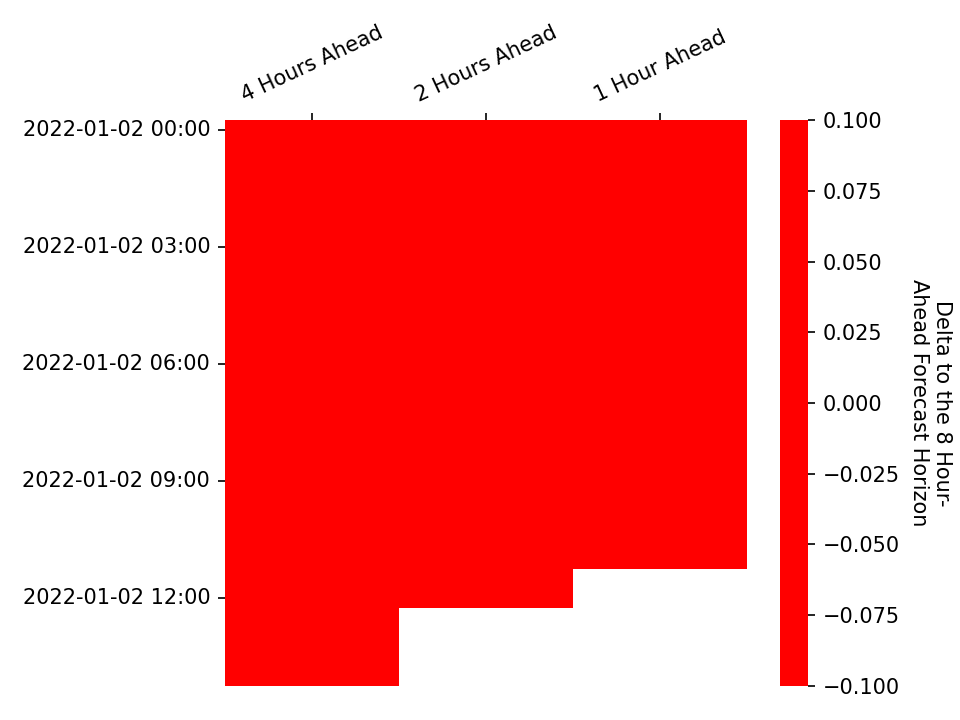 4 Hours Ahead
2 Hours Ahead
1 Hour Ahead
2022-01-02 00:00
2022-01-02 03:00
2022-01-02 06:00
2022-01-02 09:00
2022-01-02 12:00
0.100
0.075
0.050
0.025
0.000
−0.025
−0.050
−0.075
−0.100
Delta to the 8 Hour-
Ahead Forecast Horizon